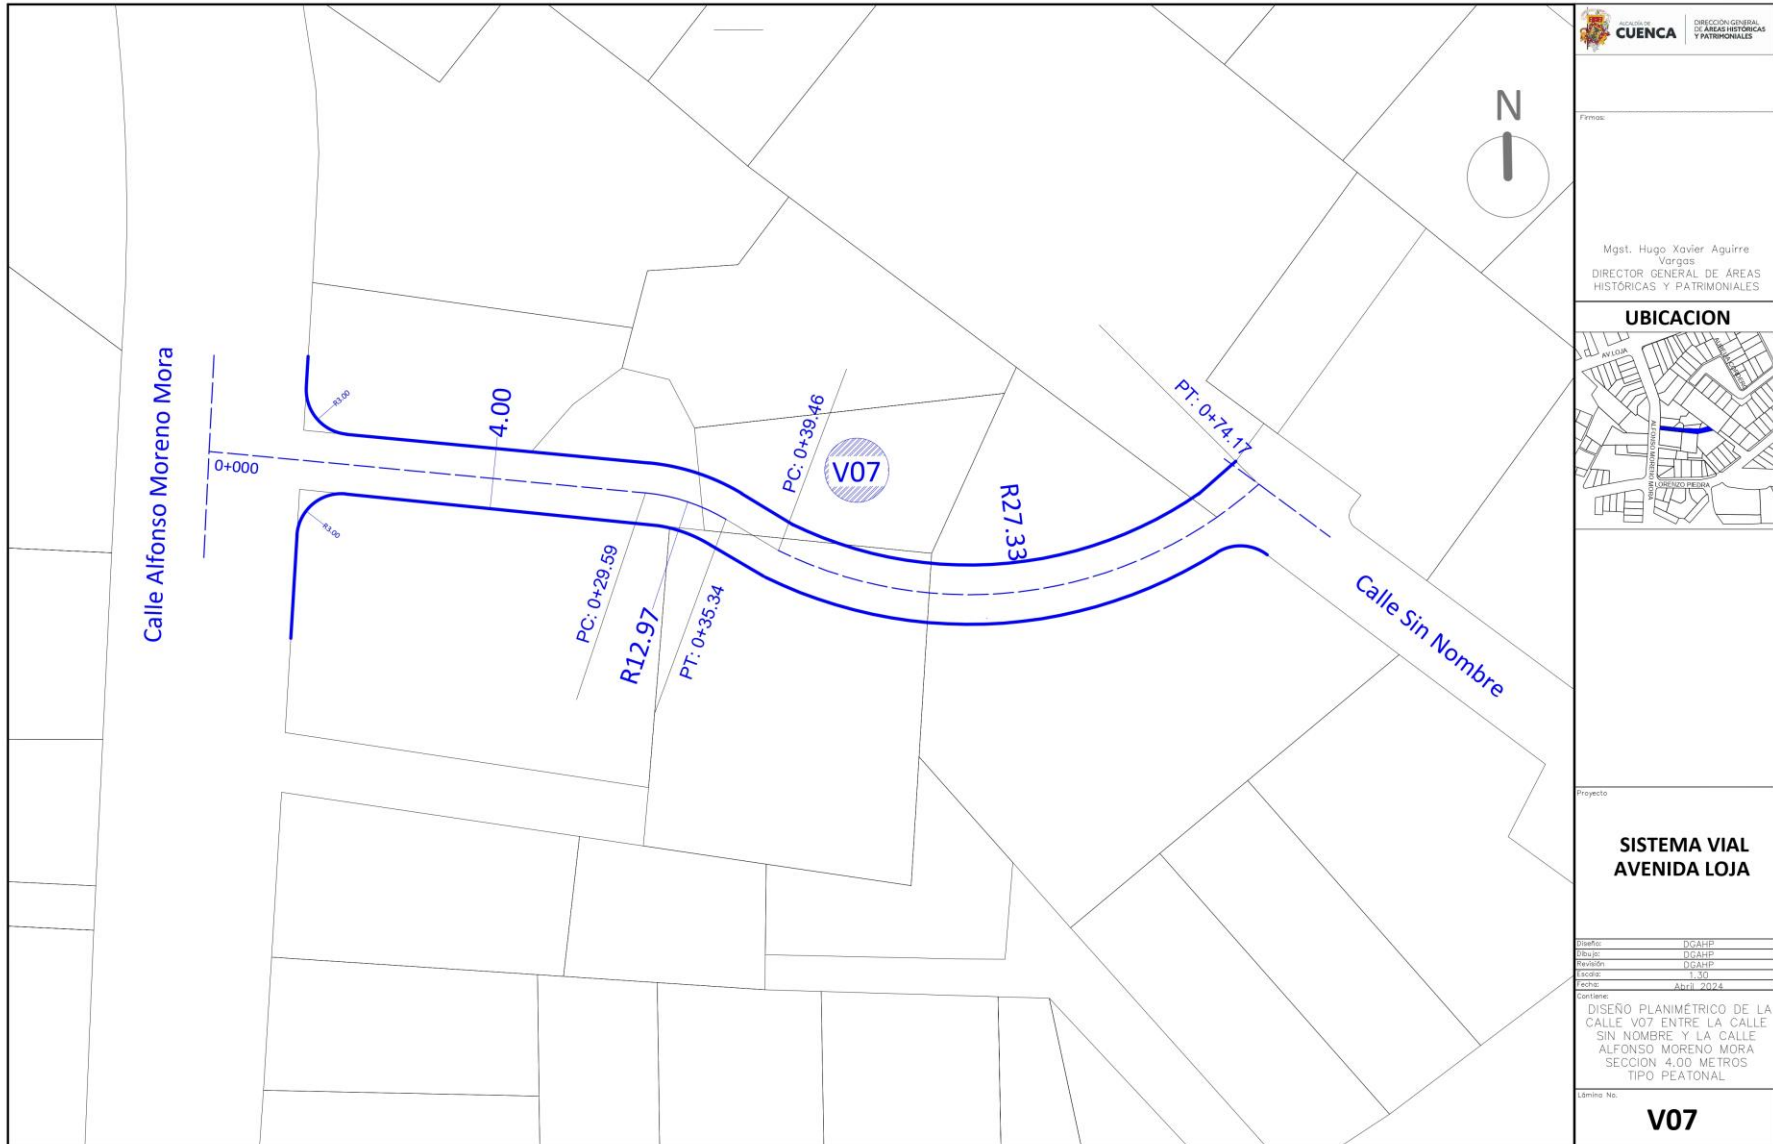 Calle Alfonso Moreno Mora
0+000
R3.00
R3.00
4.00
PC: 0+29.59
R12.97
PT: 0+35.34
PC: 0+39.46
V07
R27.33
PT: 0+74.17
Calle Sin Nombre
N
ALCALDÍA DE
CUENCA
DIRECCIÓN GENERAL
DE ÁREAS HISTÓRICAS
Y PATRIMONIALES
Firmas:
Mgst. Hugo Xavier Aguirre
Vargas
DIRECTOR GENERAL DE ÁREAS
HISTÓRICAS Y PATRIMONIALES
UBICACION
AV.LOJA
ALFONSO MORENO MORA
LORENZO PIEDRA
Proyecto
SISTEMA VIAL
AVENIDA LOJA
Diseño: DGAHP
Dibujo: DGAHP
Revisión DGAHP
Escala: 1.30
Fecha: Abril 2024
Contiene:
DISEÑO PLANIMÉTRICO DE LA
CALLE V07 ENTRE LA CALLE
SIN NOMBRE Y LA CALLE
ALFONSO MORENO MORA
SECCION 4.00 METROS
TIPO PEATONAL
Lámina No.
V07